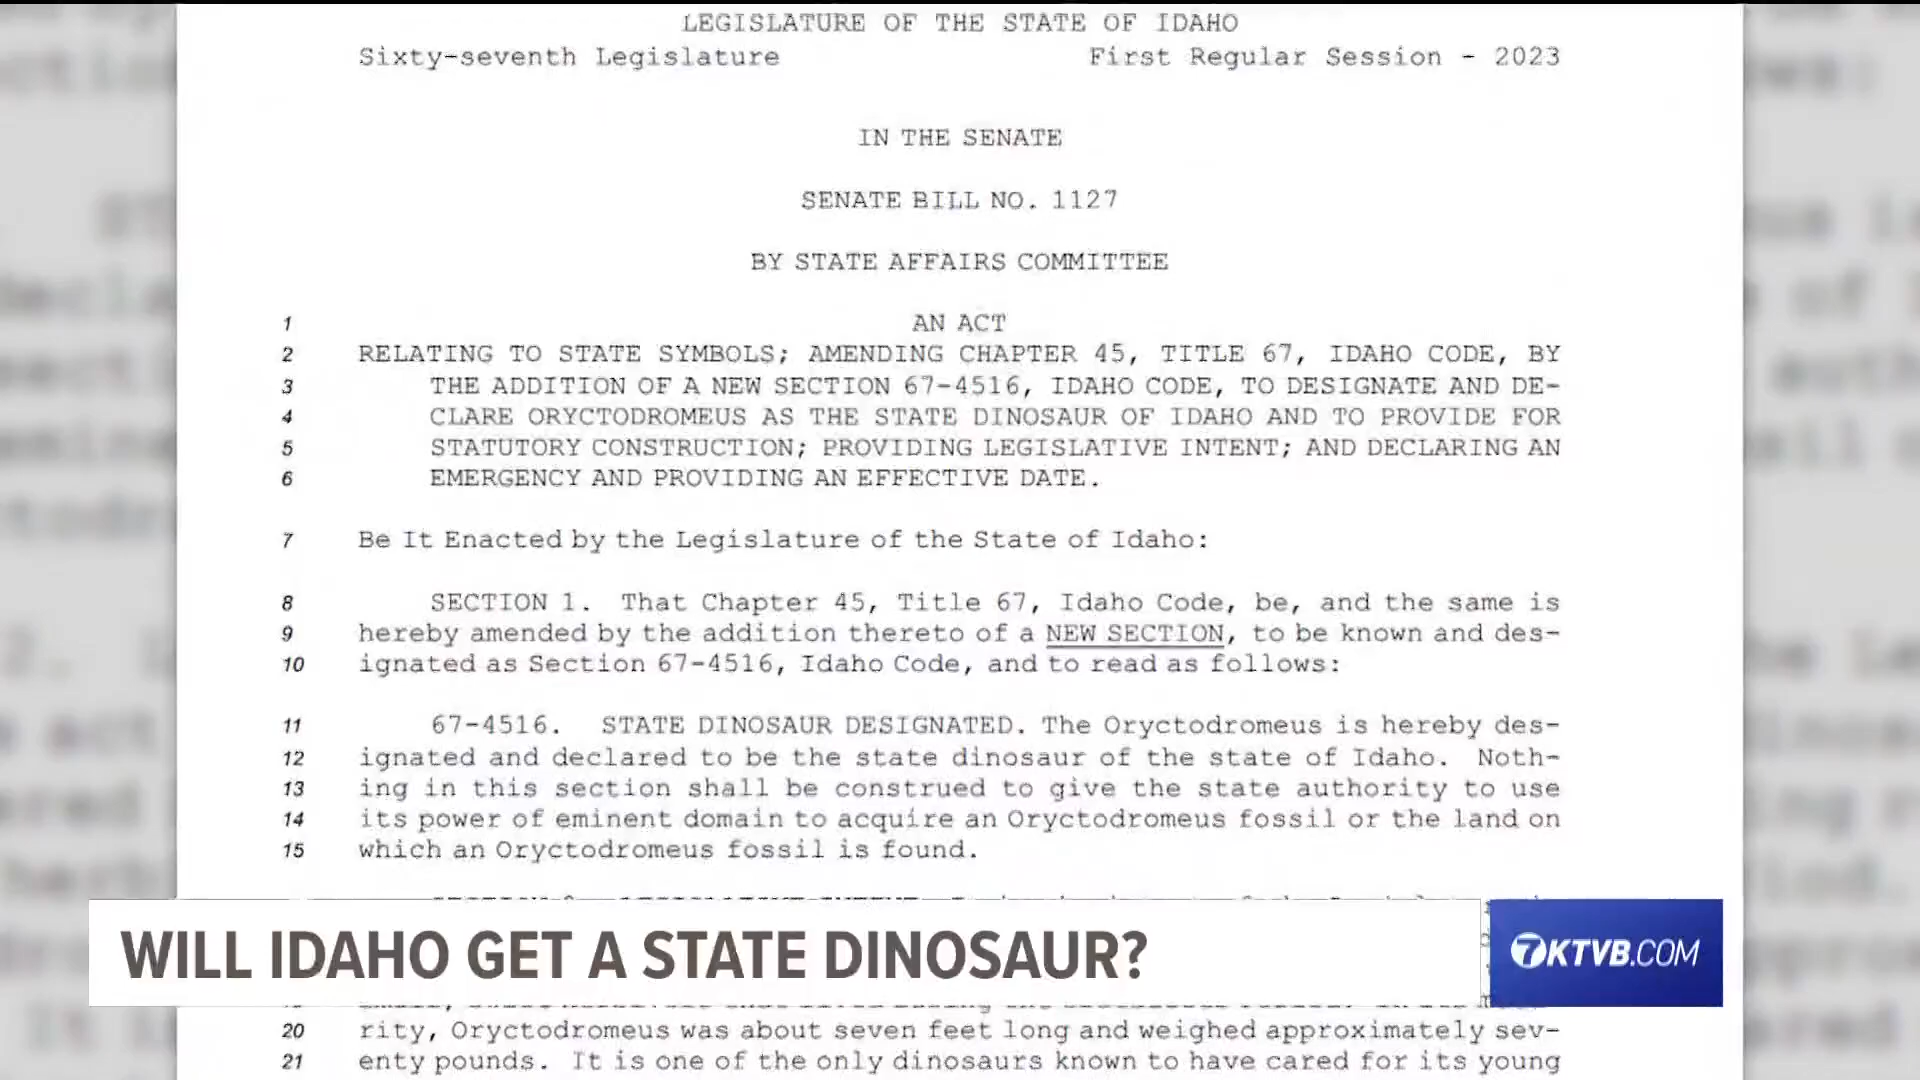 LEGISLATURE OF THE STATE OF IDAHO
Sixty-seventh Legislature First Regular Session - 2023
IN THE SENATE
SENATE BILL NO. 1127
BY STATE AFFAIRS COMMITTEE
1 AN ACT
2 RELATING TO STATE SYMBOLS; AMENDING CHAPTER 45, TITLE 67, IDAHO CODE, BY
3 THE ADDITION OF A NEW SECTION 67-4516, IDAHO CODE, TO DESIGNATE AND DE-
4 CLARE ORYCTODROMEUS AS THE STATE DINOSAUR OF IDAHO AND TO PROVIDE FOR
5 STATUTORY CONSTRUCTION; PROVIDING LEGISLATIVE INTENT; AND DECLARING AN
6 EMERGENCY AND PROVIDING AN EFFECTIVE DATE.
7 Be It Enacted by the Legislature of the State of Idaho:
8 SECTION 1. That Chapter 45, Title 67, Idaho Code, be, and the same is
9 hereby amended by the addition thereto of a NEW SECTION, to be known and des-
10 ignated as Section 67-4516, Idaho Code, and to read as follows:
11 67-4516. STATE DINOSAUR DESIGNATED. The Oryctodromeus is hereby des-
12 ignated and declared to be the state dinosaur of the state of Idaho. Noth-
13 ing in this section shall be construed to give the state authority to use
14 its power of eminent domain to acquire an Oryctodromeus fossil or the land on
15 which an Oryctodromeus fossil is found.
WILL IDAHO GET A STATE DINOSAUR?
7KTVB.COM
20 rity, Oryctodromeus was about seven feet long and weighed approximately sev-
21 enty pounds. It is one of the only dinosaurs known to have cared for its young